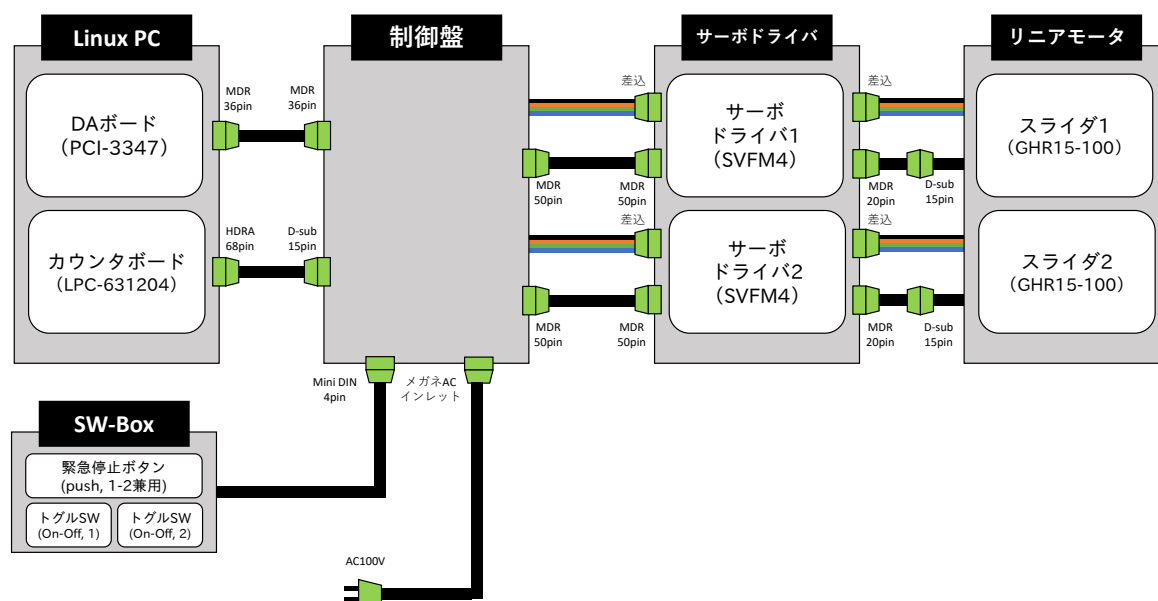 Linux PC
DAボード
(PCI-3347)
カウンタボード
(LPC-631204)
MDR
36pin
MDR
36pin
HDRA
68pin
D-sub
15pin
制御盤
差込
MDR
50pin
MDR
50pin
差込
MDR
50pin
MDR
50pin
Mini DIN
4pin
メガネAC
インレット
サーボドライバ
サーボ
ドライバ1
(SVFM4)
サーボ
ドライバ2
(SVFM4)
差込
MDR
20pin
D-sub
15pin
差込
MDR
20pin
D-sub
15pin
リニアモータ
スライダ1
(GHR15-100)
スライダ2
(GHR15-100)
SW-Box
緊急停止ボタン
(push, 1-2兼用)
トグルSW
(On-Off, 1)
トグルSW
(On-Off, 2)
AC100V